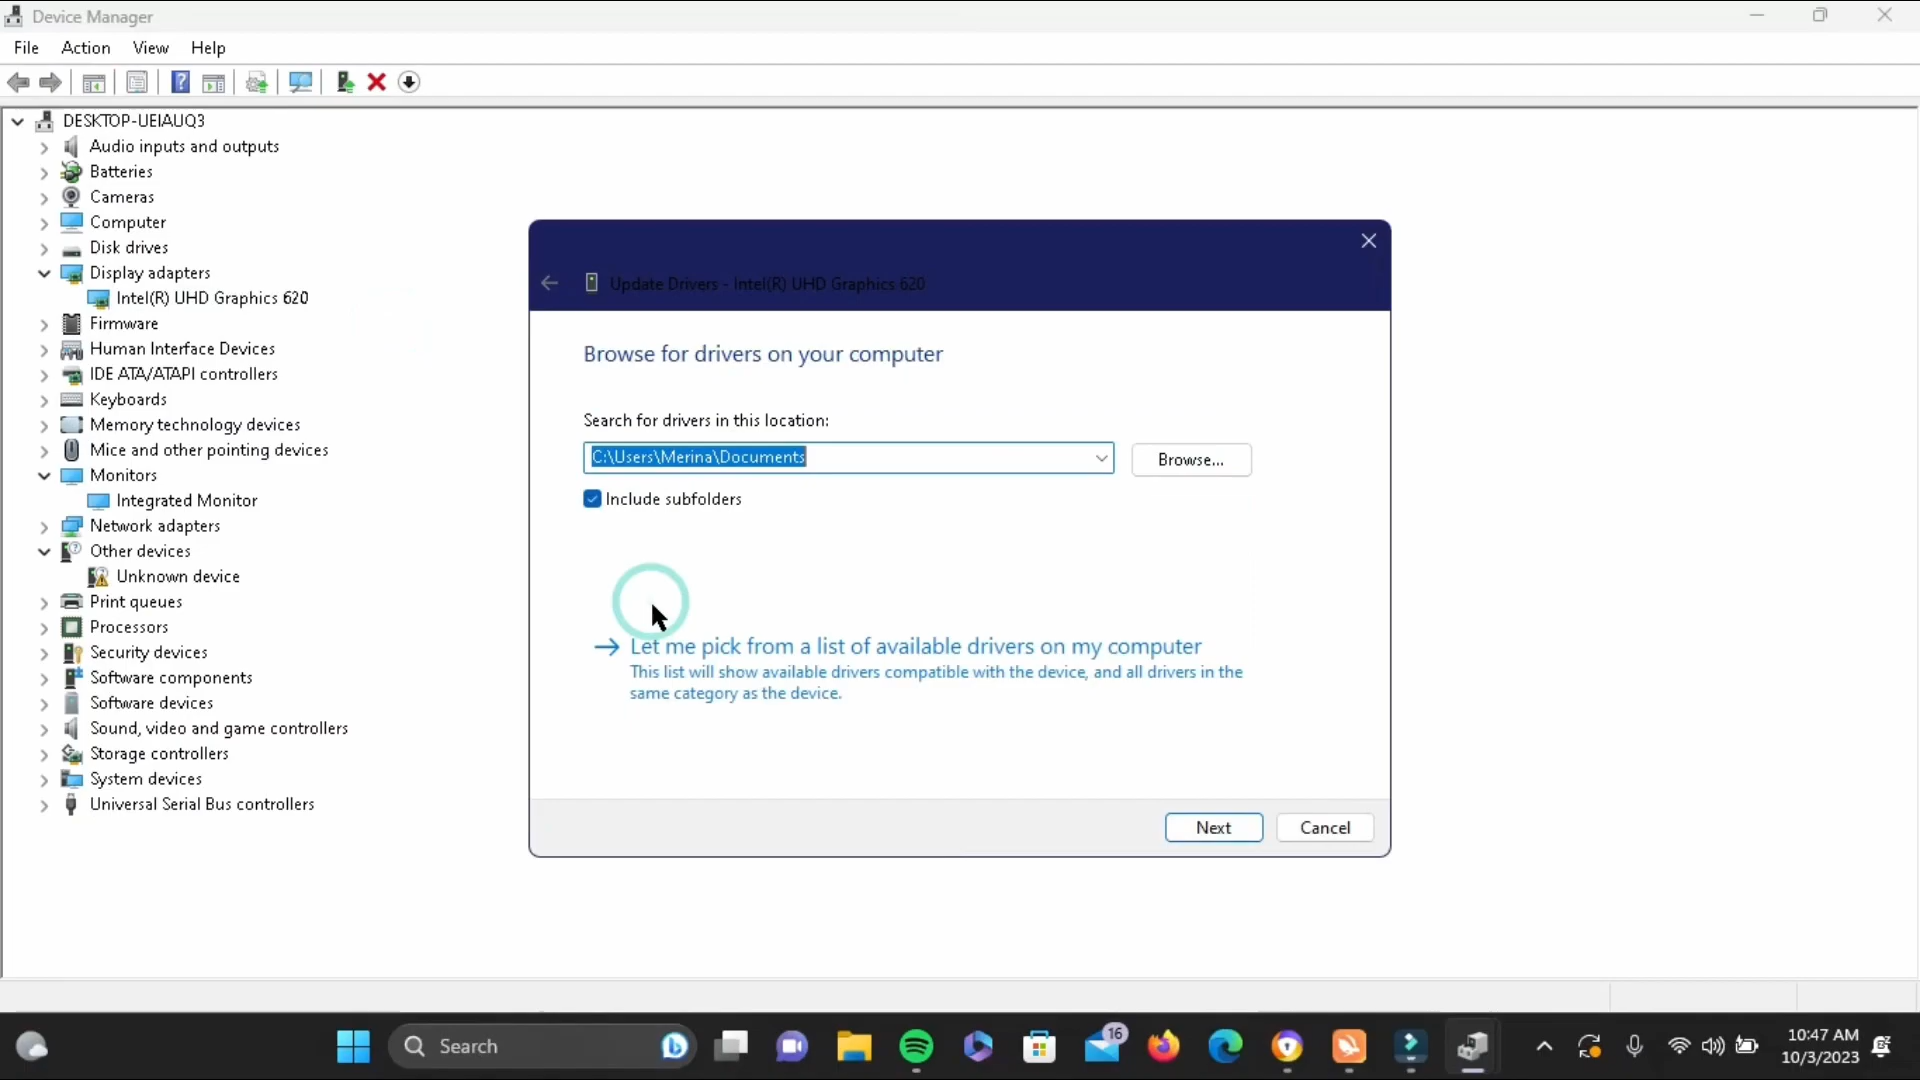 Device Manager
File Action View Help
DESKTOP-UEIAUQ3
Audio inputs and outputs
Batteries
Cameras
Computer
Disk drives
Display adapters
Intel(R) UHD Graphics 620
Firmware
Human Interface Devices
IDE ATA/ATAPI controllers
Keyboards
Memory technology devices
Mice and other pointing devices
Monitors
Integrated Monitor
Network adapters
Other devices
Unknown device
Print queues
Processors
Security devices
Software components
Software devices
Sound, video and game controllers
Storage controllers
System devices
Universal Serial Bus controllers
Update Drivers - Intel(R) UHD Graphics 620
Browse for drivers on your computer
Search for drivers in this location:
C:\Users\Merina\Documents
Browse...
Include subfolders
Let me pick from a list of available drivers on my computer
This list will show available drivers compatible with the device, and all drivers in the
same category as the device.
Next Cancel
Search
16
10:47 AM
10/3/2023